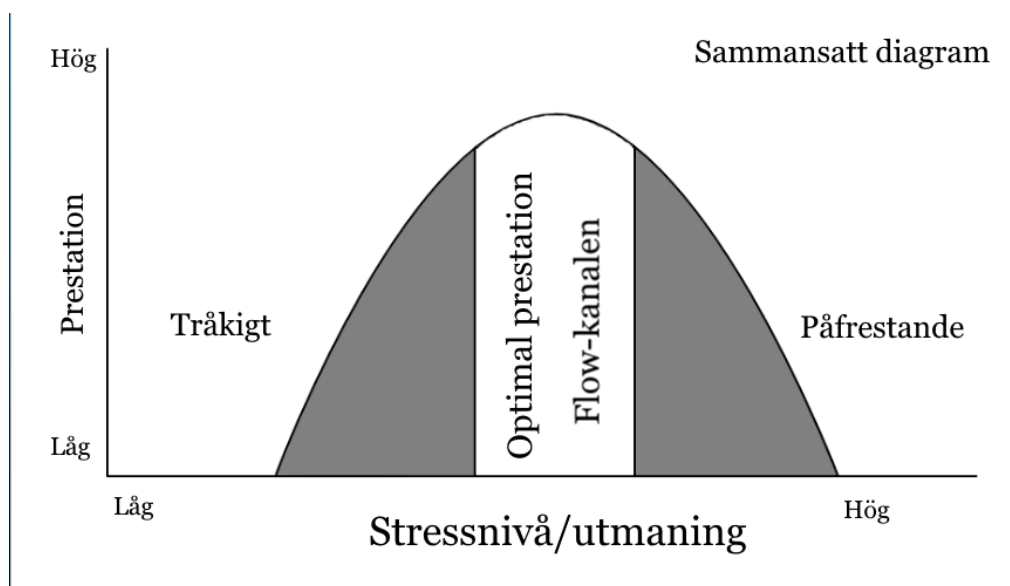 Sammansatt diagram
Hög
Prestation
Tråkigt
Optimal prestation
Flow-kanalen
Påfrestande
Låg
Låg
Hög
Stressnivå/utmaning